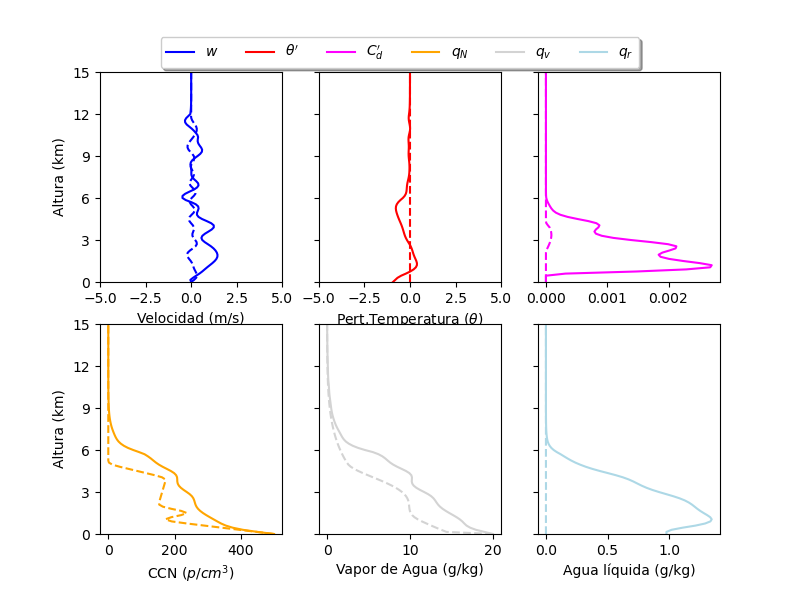 w θ′ C′d qN qv qr
15
12
9
6
3
0
Altura (km)
−5.0 −2.5 0.0 2.5 5.0
−5.0 −2.5 0.0 2.5 5.0
0.000 0.001 0.002
Velocidad (m/s)
Pert.Temperatura (θ)
15
12
9
6
3
0
Altura (km)
0 200 400
0 10 20
0.0 0.5 1.0
CCN (p/cm³)
Vapor de Agua (g/kg)
Agua líquida (g/kg)